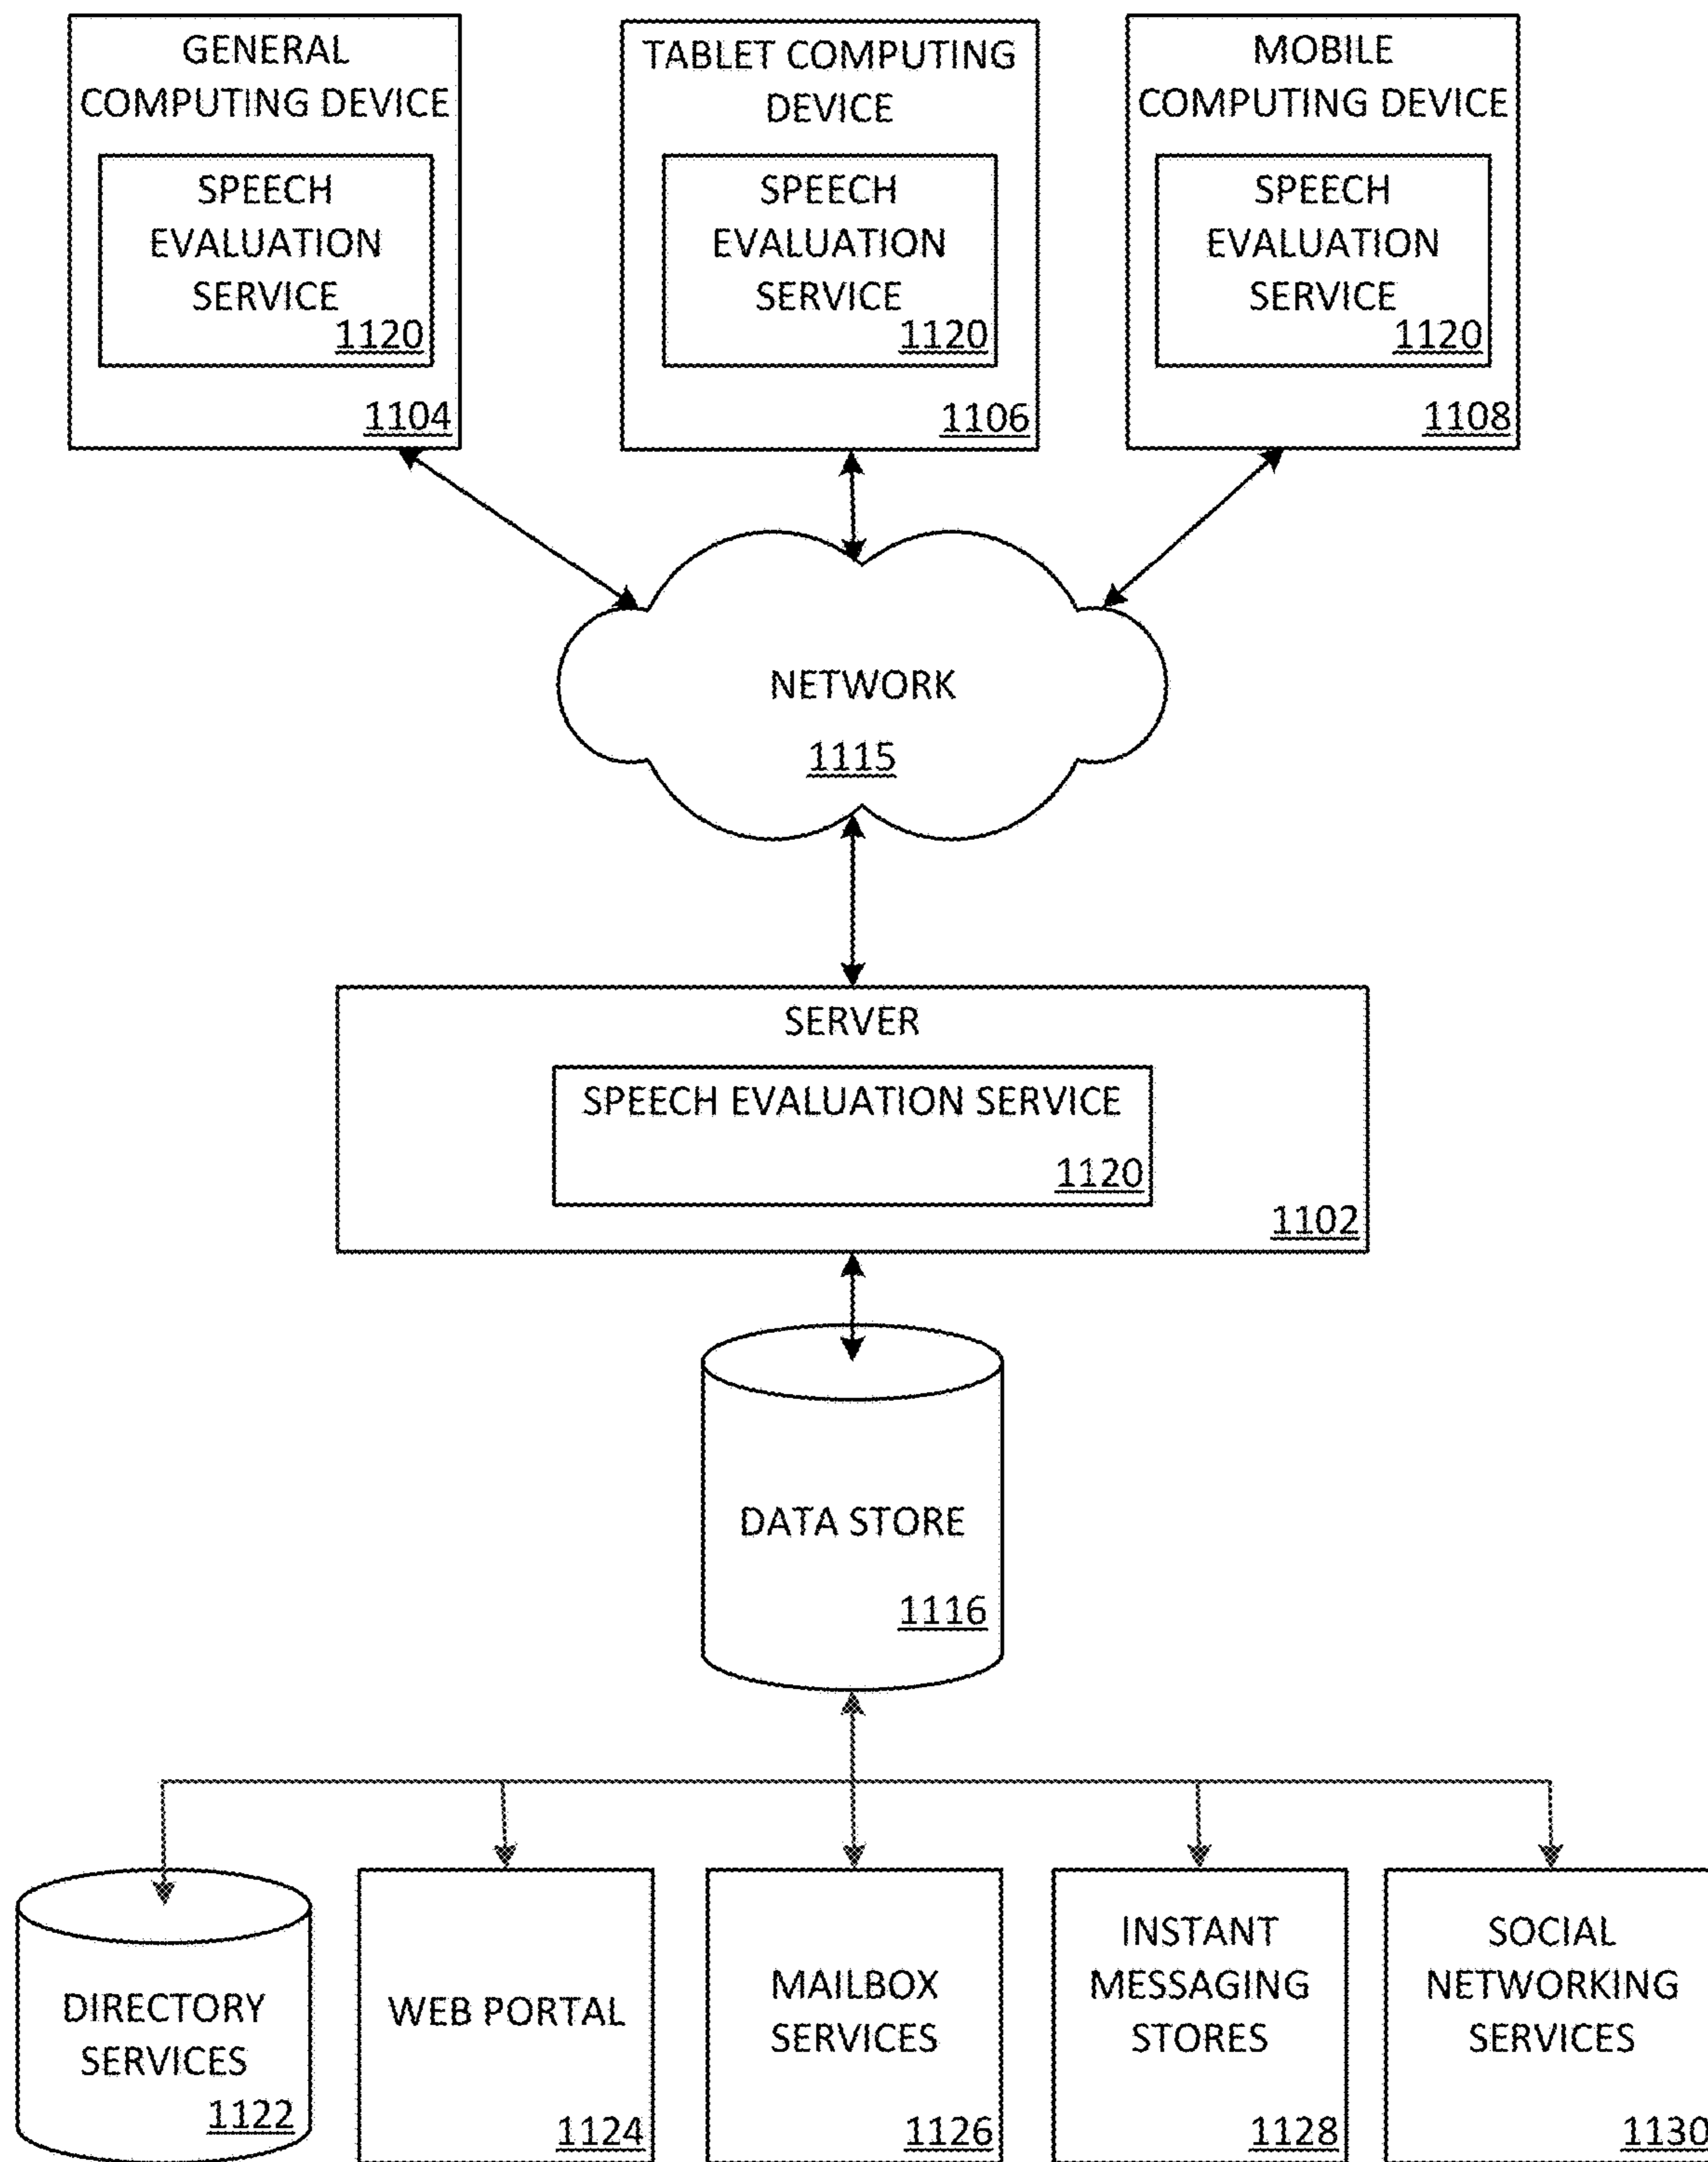 GENERAL
COMPUTING DEVICE
SPEECH
EVALUATION
SERVICE
1120
1104
TABLET COMPUTING
DEVICE
SPEECH
EVALUATION
SERVICE
1120
1106
MOBILE
COMPUTING DEVICE
SPEECH
EVALUATION
SERVICE
1120
1108
NETWORK
1115
SERVER
SPEECH EVALUATION SERVICE
1120
1102
DATA STORE
1116
DIRECTORY
SERVICES
1122
WEB PORTAL
1124
MAILBOX
SERVICES
1126
INSTANT
MESSAGING
STORES
1128
SOCIAL
NETWORKING
SERVICES
1130